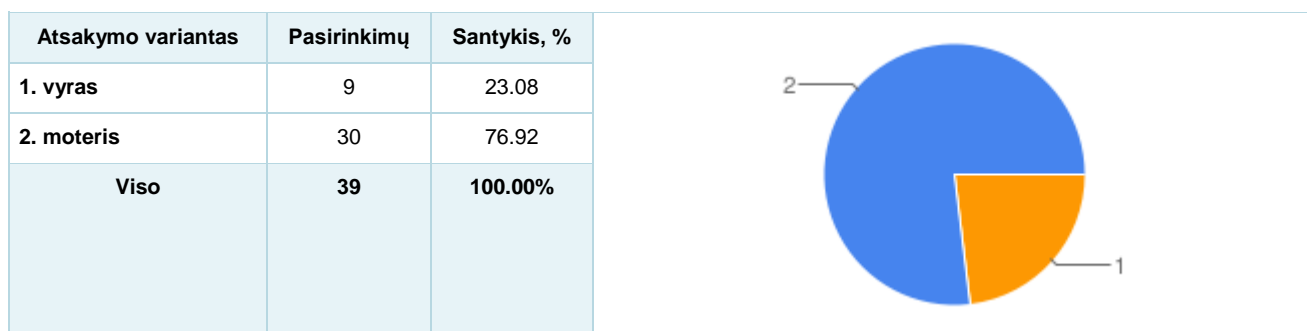 Atsakymo variantas Pasirinkimų Santykis, %
1. vyras 9 23.08
2. moteris 30 76.92
Viso 39 100.00%
2
1